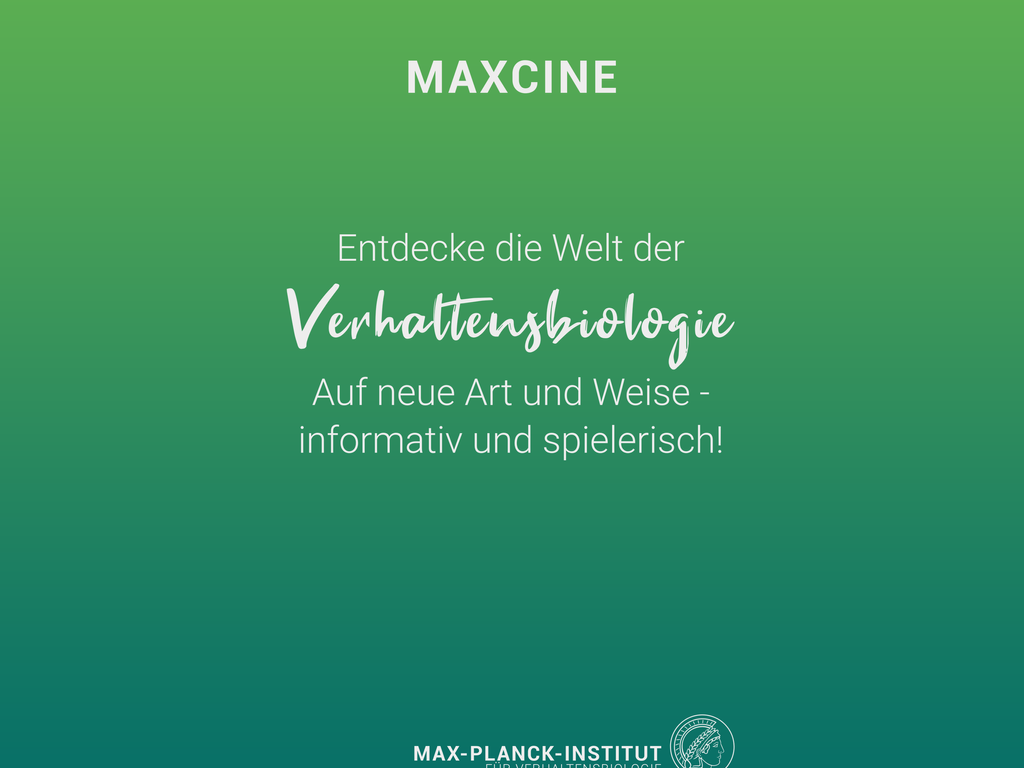 MAXCINE
Entdecke die Welt der
Verhaltensbiologie
Auf neue Art und Weise -
informativ und spielerisch!
MAX-PLANCK-INSTITUT
FÜR VERHALTENSBIOLOGIE